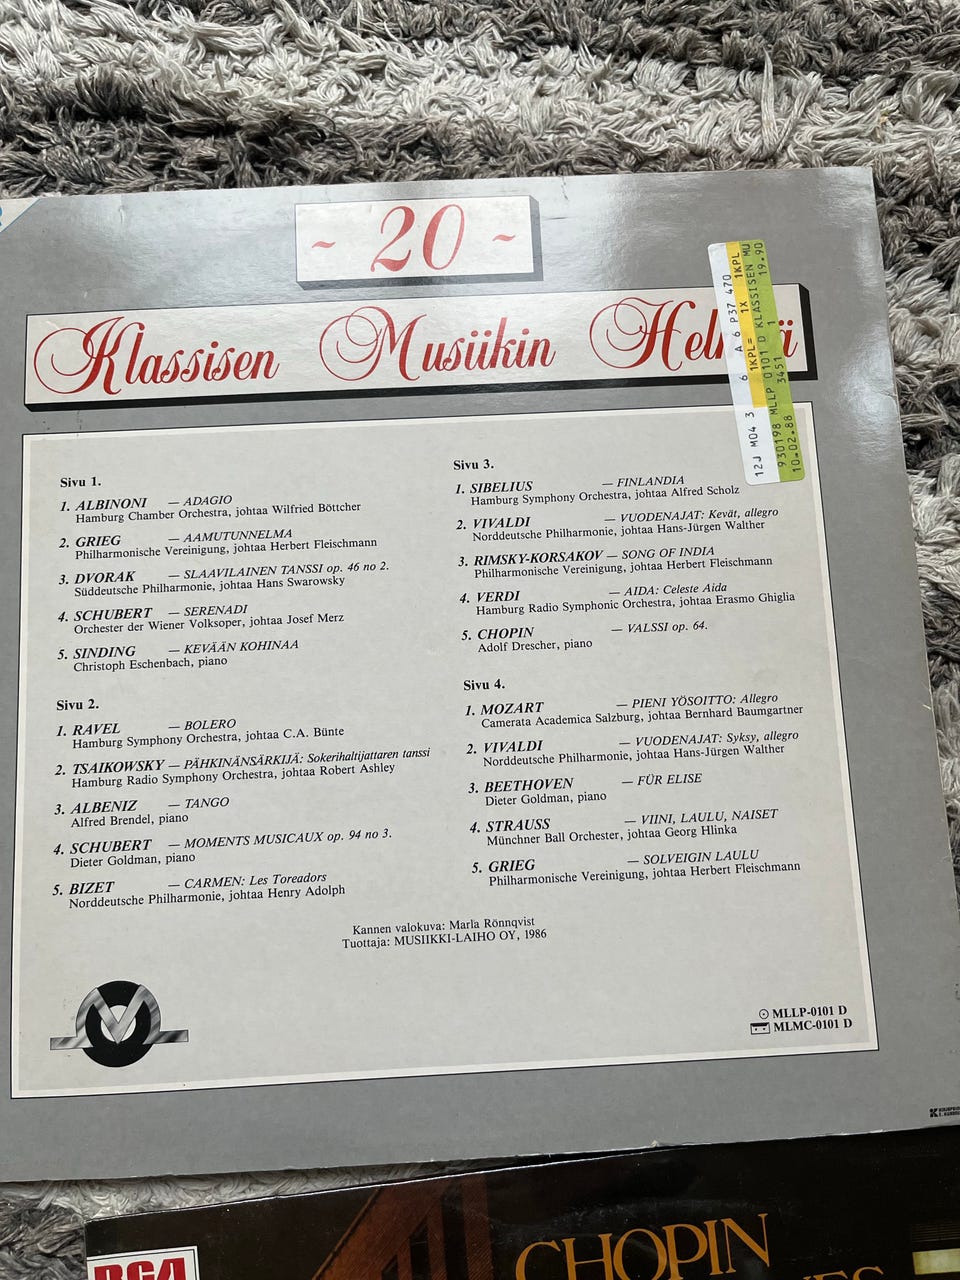 - 20 -
Klassisen Musiikin Hel
12J M04 3 6 A 6 P37 470
1KPL= 1X 1KPL
930198 MLLP 0101 D KLASSISEN MU
3451 1 19.90
10.02.88
Sivu 1.
1. ALBINONI — ADAGIO
Hamburg Chamber Orchestra, johtaa Wilfried Böttcher
2. GRIEG — AAMUTUNNELMA
Philharmonische Vereinigung, johtaa Herbert Fleischmann
3. DVORAK — SLAAVILAINEN TANSSI op. 46 no 2.
Süddeutsche Philharmonie, johtaa Hans Swarowsky
4. SCHUBERT — SERENADI
Orchester der Wiener Volksoper, johtaa Josef Merz
5. SINDING — KEVÄÄN KOHINAA
Christoph Eschenbach, piano
Sivu 2.
1. RAVEL — BOLERO
Hamburg Symphony Orchestra, johtaa C.A. Bünte
2. TSAIKOWSKY — PÄHKINÄNSÄRKIJÄ: Sokerihaltijattaren tanssi
Hamburg Radio Symphony Orchestra, johtaa Robert Ashley
3. ALBENIZ — TANGO
Alfred Brendel, piano
4. SCHUBERT — MOMENTS MUSICAUX op. 94 no 3.
Dieter Goldman, piano
5. BIZET — CARMEN: Les Toreadors
Norddeutsche Philharmonie, johtaa Henry Adolph
Sivu 3.
1. SIBELIUS — FINLANDIA
Hamburg Symphony Orchestra, johtaa Alfred Scholz
2. VIVALDI — VUODENAJAT: Kevät, allegro
Norddeutsche Philharmonie, johtaa Hans-Jürgen Walther
3. RIMSKY-KORSAKOV — SONG OF INDIA
Philharmonische Vereinigung, johtaa Herbert Fleischmann
4. VERDI — AIDA: Celeste Aida
Hamburg Radio Symphonic Orchestra, johtaa Erasmo Ghiglia
5. CHOPIN — VALSSI op. 64.
Adolf Drescher, piano
Sivu 4.
1. MOZART — PIENI YÖSOITTO: Allegro
Camerata Academica Salzburg, johtaa Bernhard Baumgartner
2. VIVALDI — VUODENAJAT: Syksy, allegro
Norddeutsche Philharmonie, johtaa Hans-Jürgen Walther
3. BEETHOVEN — FÜR ELISE
Dieter Goldman, piano
4. STRAUSS — VIINI, LAULU, NAISET
Münchner Ball Orchester, johtaa Georg Hlinka
5. GRIEG — SOLVEIGIN LAULU
Philharmonische Vereinigung, johtaa Herbert Fleischmann
Kannen valokuva: Marla Rönnqvist
Tuottaja: MUSIIKKI-LAIHO OY, 1986
MLLP-0101 D
MLMC-0101 D
RCA
CHOPIN